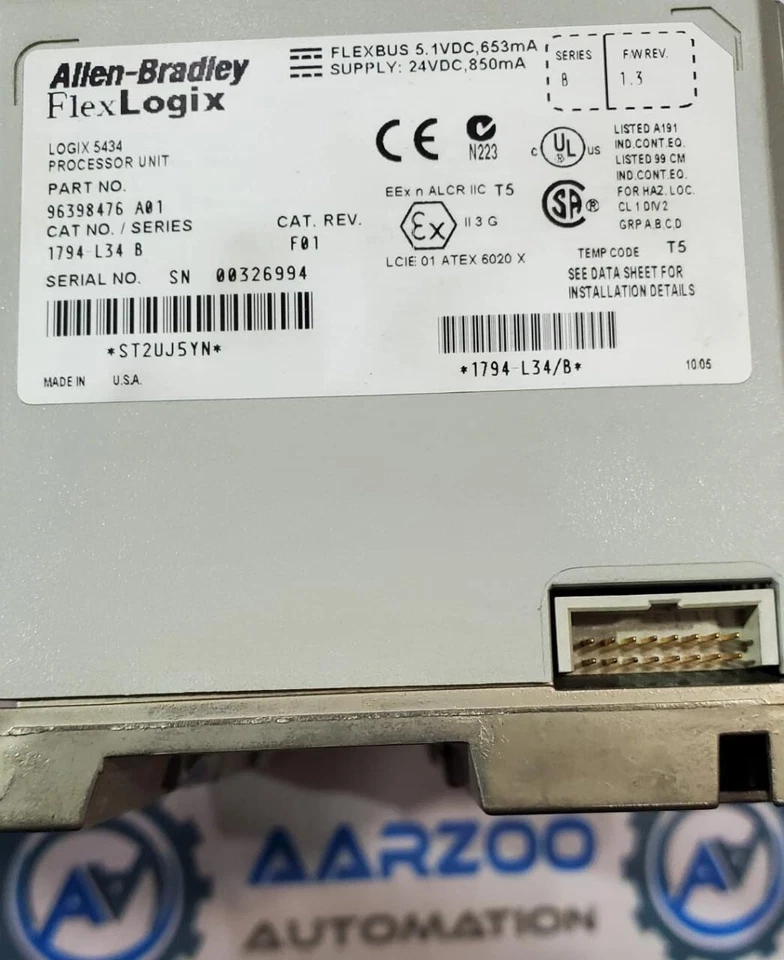 Allen-Bradley
FlexLogix
FLEXBUS 5.1VDC,653mA
SUPPLY: 24VDC,850mA
SERIES
B
F/W REV.
1.3
LOGIX 5434
PROCESSOR UNIT
PART NO.
96398476 A01
CAT NO. / SERIES
1794-L34 B
CAT. REV.
F01
SERIAL NO. SN 00326994
*ST2UJ5YN*
MADE IN U.S.A.
CE
N223
C UL US
®
LISTED A191
IND.CONT.EQ.
LISTED 99 CM
IND.CONT.EQ.
FOR HAZ. LOC.
CL 1 DIV 2
GRP A,B,C,D
SA ®
EEx n ALCR IIC T5
Ex II 3 G
LCIE 01 ATEX 6020 X
TEMP CODE T5
SEE DATA SHEET FOR
INSTALLATION DETAILS
*1794-L34/B*
10/05
AARZOO
AUTOMATION